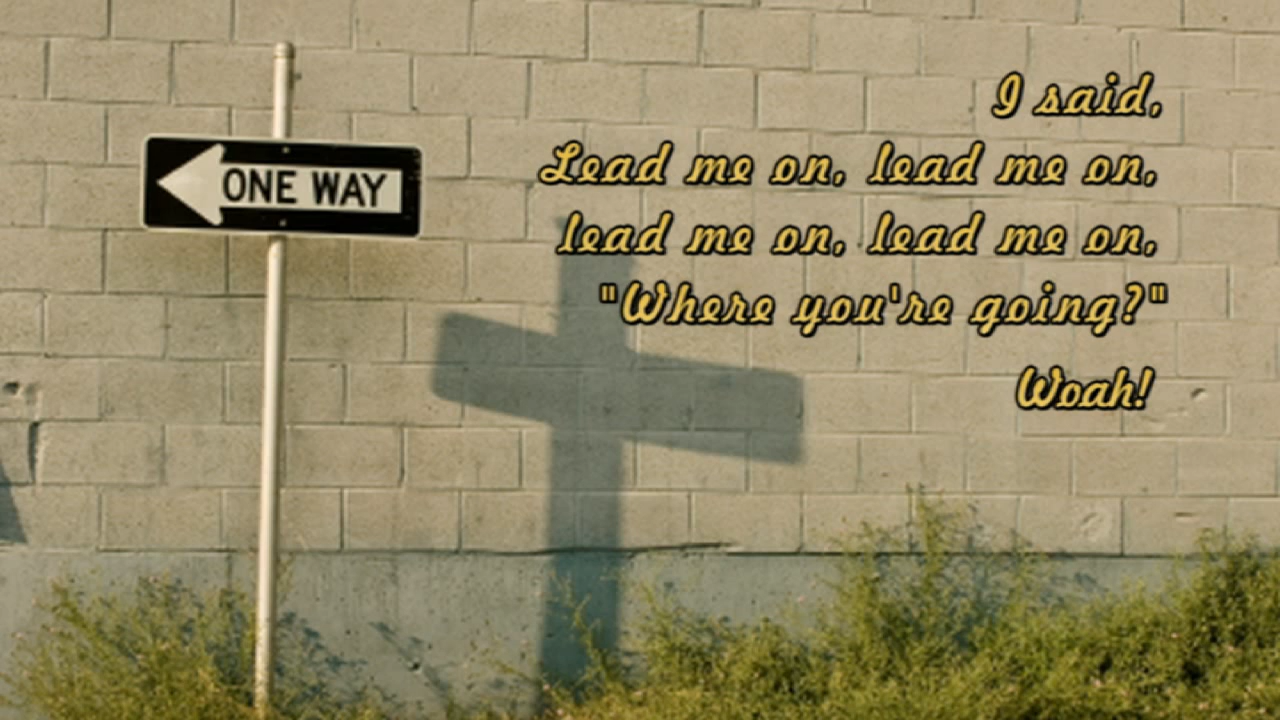 ONE WAY
I said,
Lead me on, lead me on,
lead me on, lead me on,
"Where you're going?"
Woah!